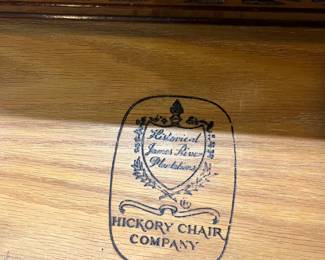 Historical
James River
Plantations
HICKORY CHAIR
COMPANY